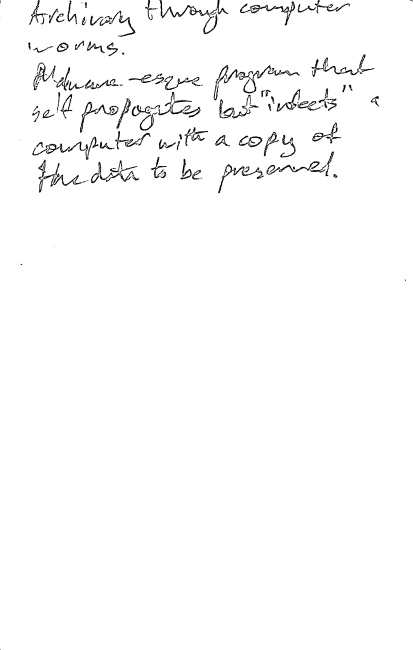 Archivary through computer
worms.
Malware-esque program that
self propogates but "infects" a
computer with a copy of
the data to be preserved.